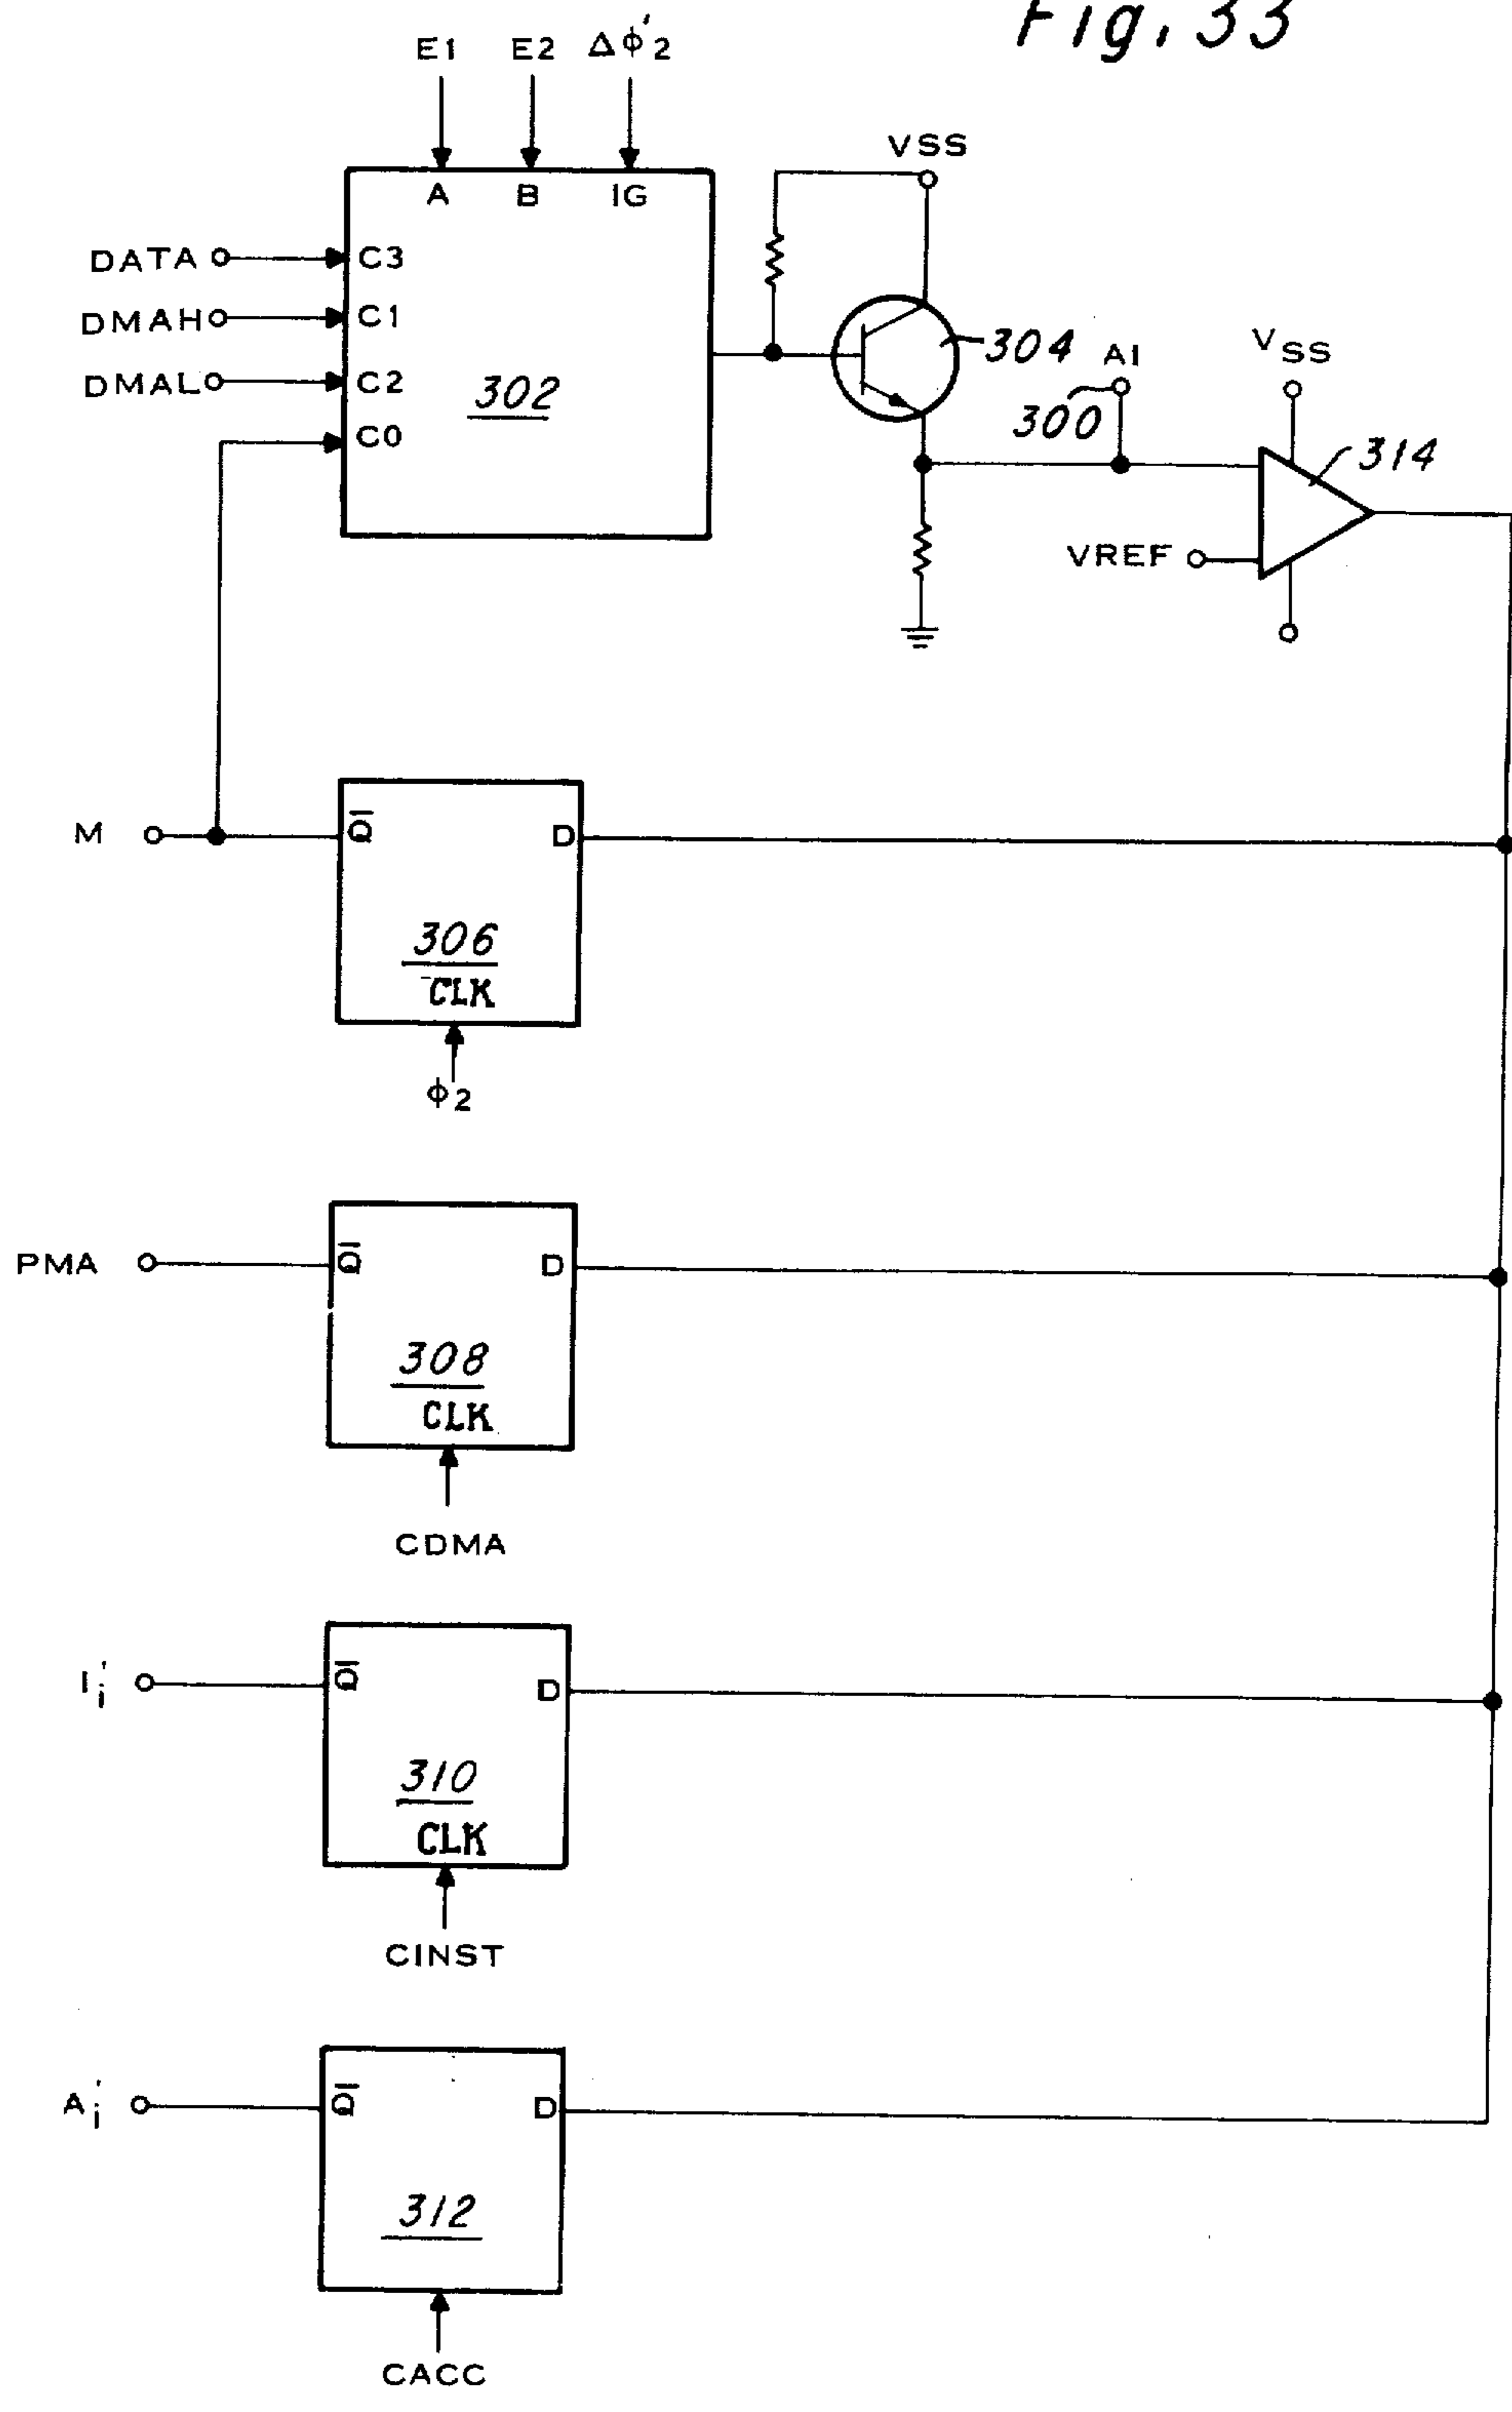 Fig. 33
E1 E2 Δϕ'2
A B IG
VSS
DATA C3
DMAH C1
DMAL C2
C0
302
304
A1
300
VSS
314
VREF
M Q̅ D
306
CLK
ϕ2
PMA Q̅ D
308
CLK
CDMA
I'i Q̅ D
310
CLK
CINST
A'i Q̅ D
312
CACC